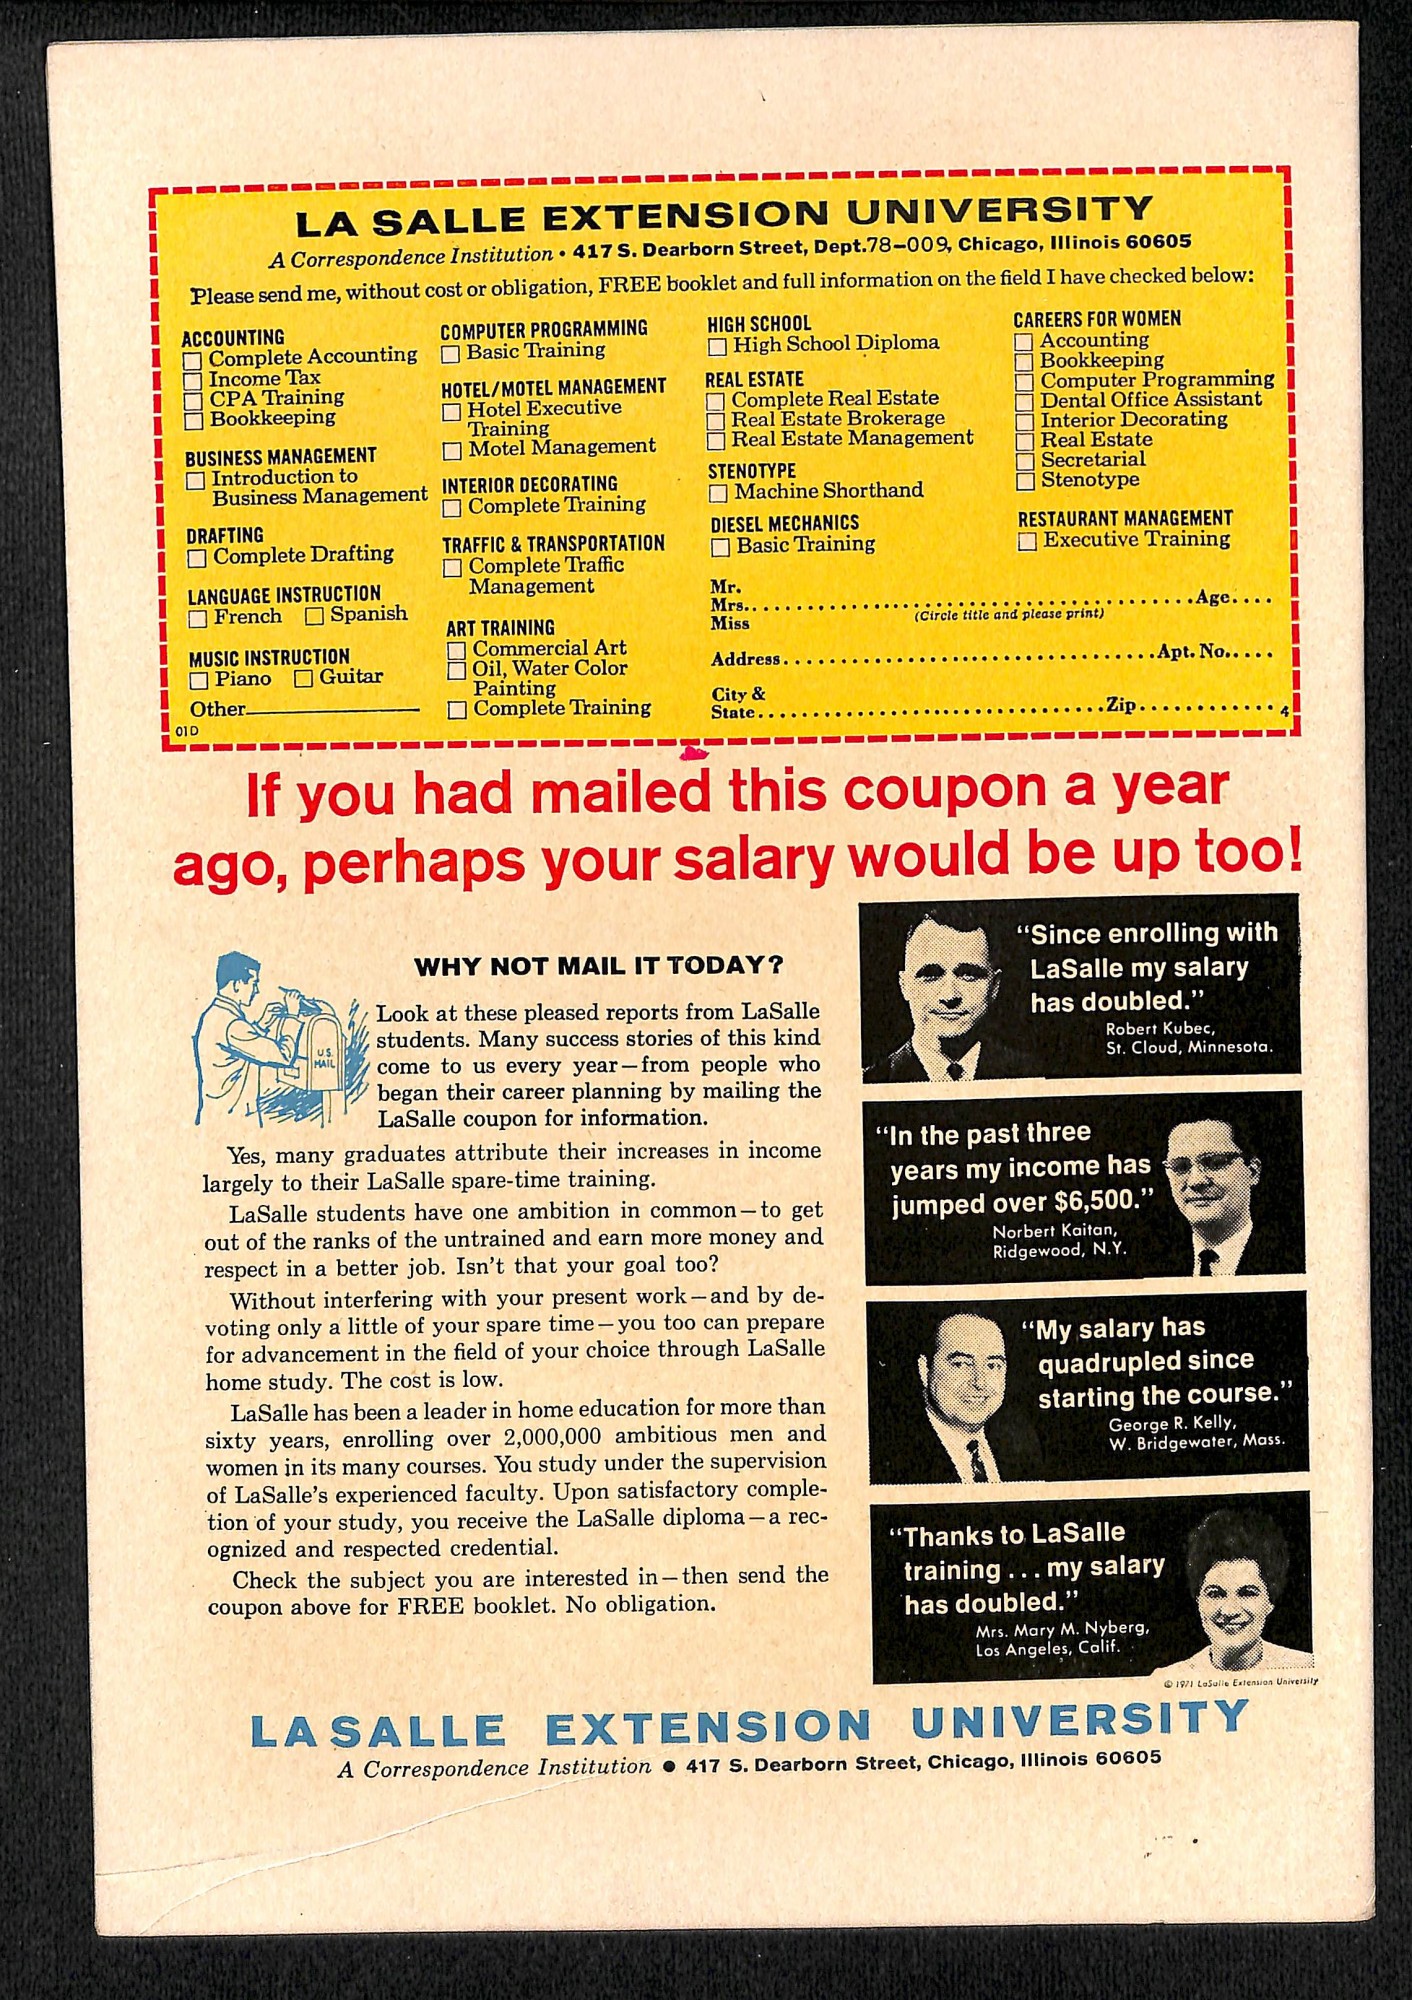 LA SALLE EXTENSION UNIVERSITY
A Correspondence Institution • 417 S. Dearborn Street, Dept.78–009, Chicago, Illinois 60605
Please send me, without cost or obligation, FREE booklet and full information on the field I have checked below:
ACCOUNTING
Complete Accounting
Income Tax
CPA Training
Bookkeeping
BUSINESS MANAGEMENT
Introduction to
Business Management
DRAFTING
Complete Drafting
LANGUAGE INSTRUCTION
French Spanish
MUSIC INSTRUCTION
Piano Guitar
Other
01D
COMPUTER PROGRAMMING
Basic Training
HOTEL/MOTEL MANAGEMENT
Hotel Executive
Training
Motel Management
INTERIOR DECORATING
Complete Training
TRAFFIC & TRANSPORTATION
Complete Traffic
Management
ART TRAINING
Commercial Art
Oil, Water Color
Painting
Complete Training
HIGH SCHOOL
High School Diploma
REAL ESTATE
Complete Real Estate
Real Estate Brokerage
Real Estate Management
STENOTYPE
Machine Shorthand
DIESEL MECHANICS
Basic Training
CAREERS FOR WOMEN
Accounting
Bookkeeping
Computer Programming
Dental Office Assistant
Interior Decorating
Real Estate
Secretarial
Stenotype
RESTAURANT MANAGEMENT
Executive Training
Mr.
Mrs. Age
Miss (Circle title and please print)
Address Apt. No.
City &
State Zip 4
If you had mailed this coupon a year
ago, perhaps your salary would be up too!
U.S.
MAIL
WHY NOT MAIL IT TODAY?
Look at these pleased reports from LaSalle
students. Many success stories of this kind
come to us every year—from people who
began their career planning by mailing the
LaSalle coupon for information.
Yes, many graduates attribute their increases in income
largely to their LaSalle spare-time training.
LaSalle students have one ambition in common—to get
out of the ranks of the untrained and earn more money and
respect in a better job. Isn't that your goal too?
Without interfering with your present work—and by de-
voting only a little of your spare time—you too can prepare
for advancement in the field of your choice through LaSalle
home study. The cost is low.
LaSalle has been a leader in home education for more than
sixty years, enrolling over 2,000,000 ambitious men and
women in its many courses. You study under the supervision
of LaSalle's experienced faculty. Upon satisfactory comple-
tion of your study, you receive the LaSalle diploma—a rec-
ognized and respected credential.
Check the subject you are interested in—then send the
coupon above for FREE booklet. No obligation.
"Since enrolling with
LaSalle my salary
has doubled."
Robert Kubec,
St. Cloud, Minnesota.
"In the past three
years my income has
jumped over $6,500."
Norbert Kaitan,
Ridgewood, N.Y.
"My salary has
quadrupled since
starting the course."
George R. Kelly,
W. Bridgewater, Mass.
"Thanks to LaSalle
training . . . my salary
has doubled."
Mrs. Mary M. Nyberg,
Los Angeles, Calif.
© 1971 LaSalle Extension University
LASALLE EXTENSION UNIVERSITY
A Correspondence Institution • 417 S. Dearborn Street, Chicago, Illinois 60605